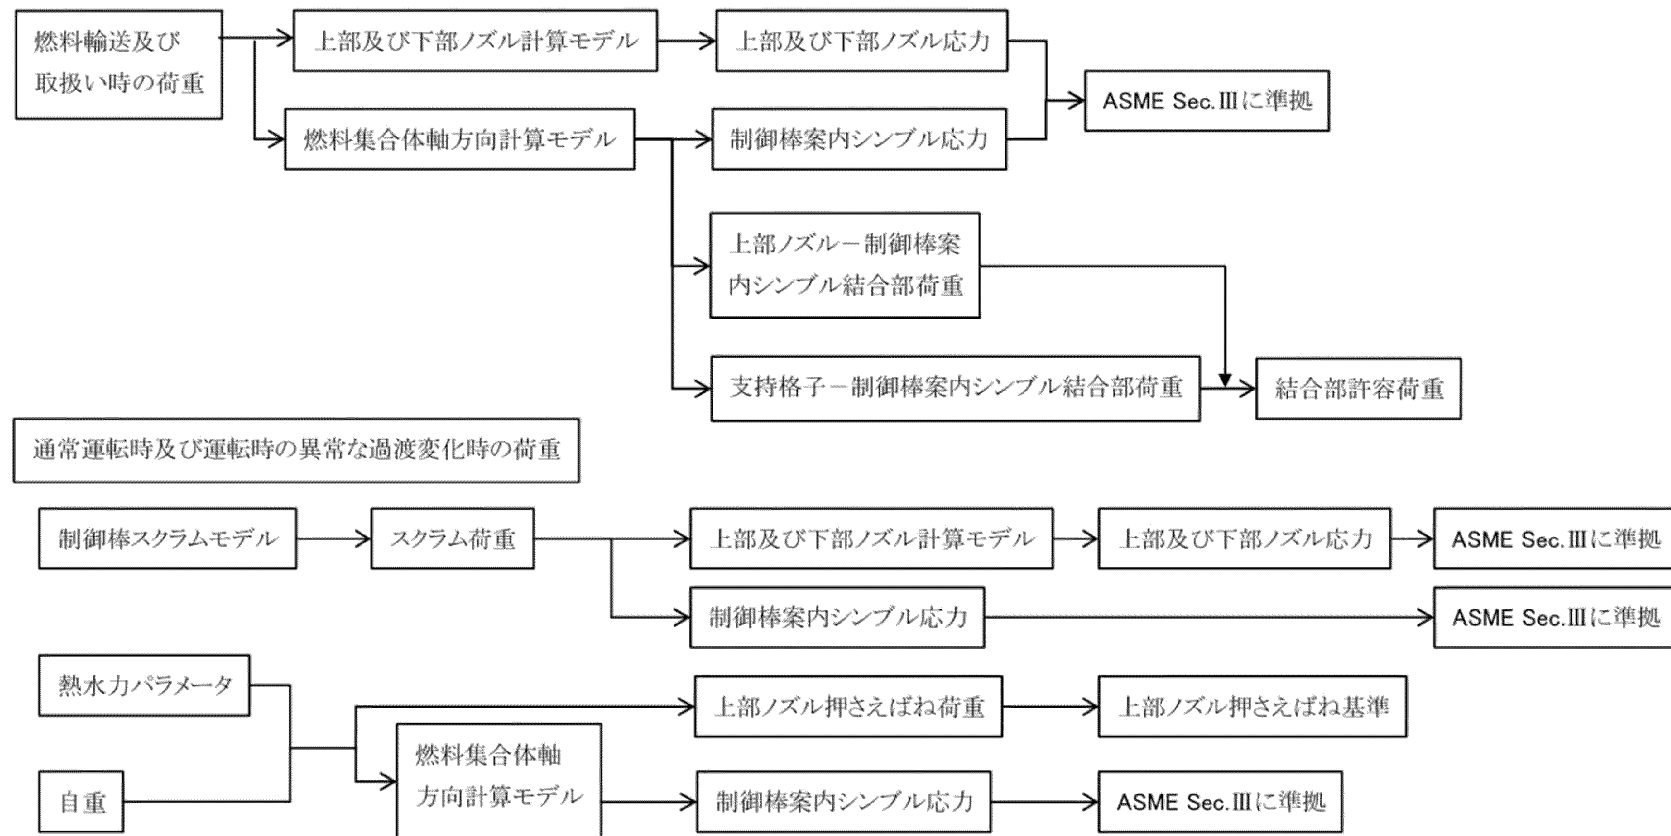 燃料輸送及び
取扱い時の荷重
上部及び下部ノズル計算モデル
上部及び下部ノズル応力
ASME Sec.Ⅲに準拠
燃料集合体軸方向計算モデル
制御棒案内シンブル応力
上部ノズル－制御棒案
内シンブル結合部荷重
支持格子－制御棒案内シンブル結合部荷重
結合部許容荷重
通常運転時及び運転時の異常な過渡変化時の荷重
制御棒スクラムモデル
スクラム荷重
上部及び下部ノズル計算モデル
上部及び下部ノズル応力
ASME Sec.Ⅲに準拠
制御棒案内シンブル応力
ASME Sec.Ⅲに準拠
熱水力パラメータ
上部ノズル押さえばね荷重
上部ノズル押さえばね基準
自重
燃料集合体軸
方向計算モデル
制御棒案内シンブル応力
ASME Sec.Ⅲに準拠